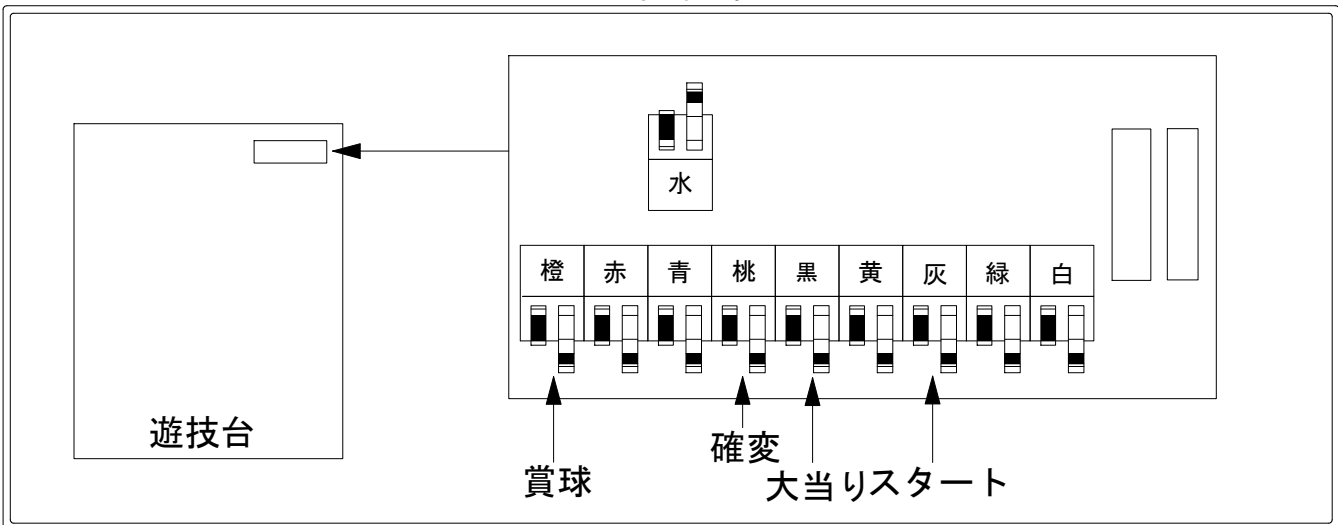 水
橙 赤 青 桃 黒 黄 灰 緑 白
遊技台
賞球
確変
大当り
スタート